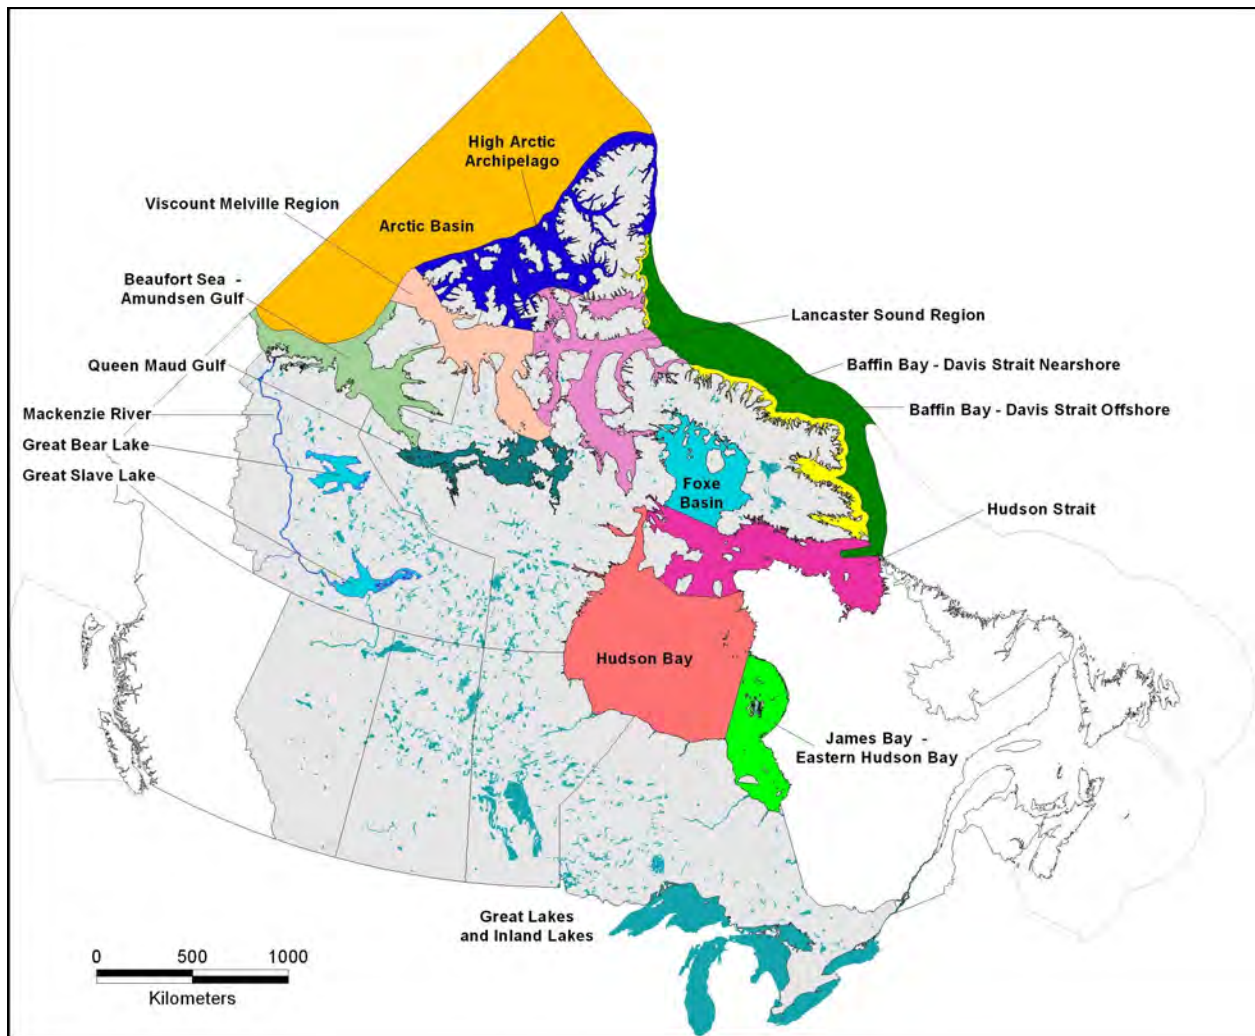 High Arctic
Archipelago
Viscount Melville Region
Arctic Basin
Beaufort Sea -
Amundsen Gulf
Lancaster Sound Region
Queen Maud Gulf
Baffin Bay - Davis Strait Nearshore
Mackenzie River
Baffin Bay - Davis Strait Offshore
Great Bear Lake
Great Slave Lake
Foxe
Basin
Hudson Strait
Hudson Bay
James Bay -
Eastern Hudson Bay
Great Lakes
and Inland Lakes
0 500 1000
Kilometers